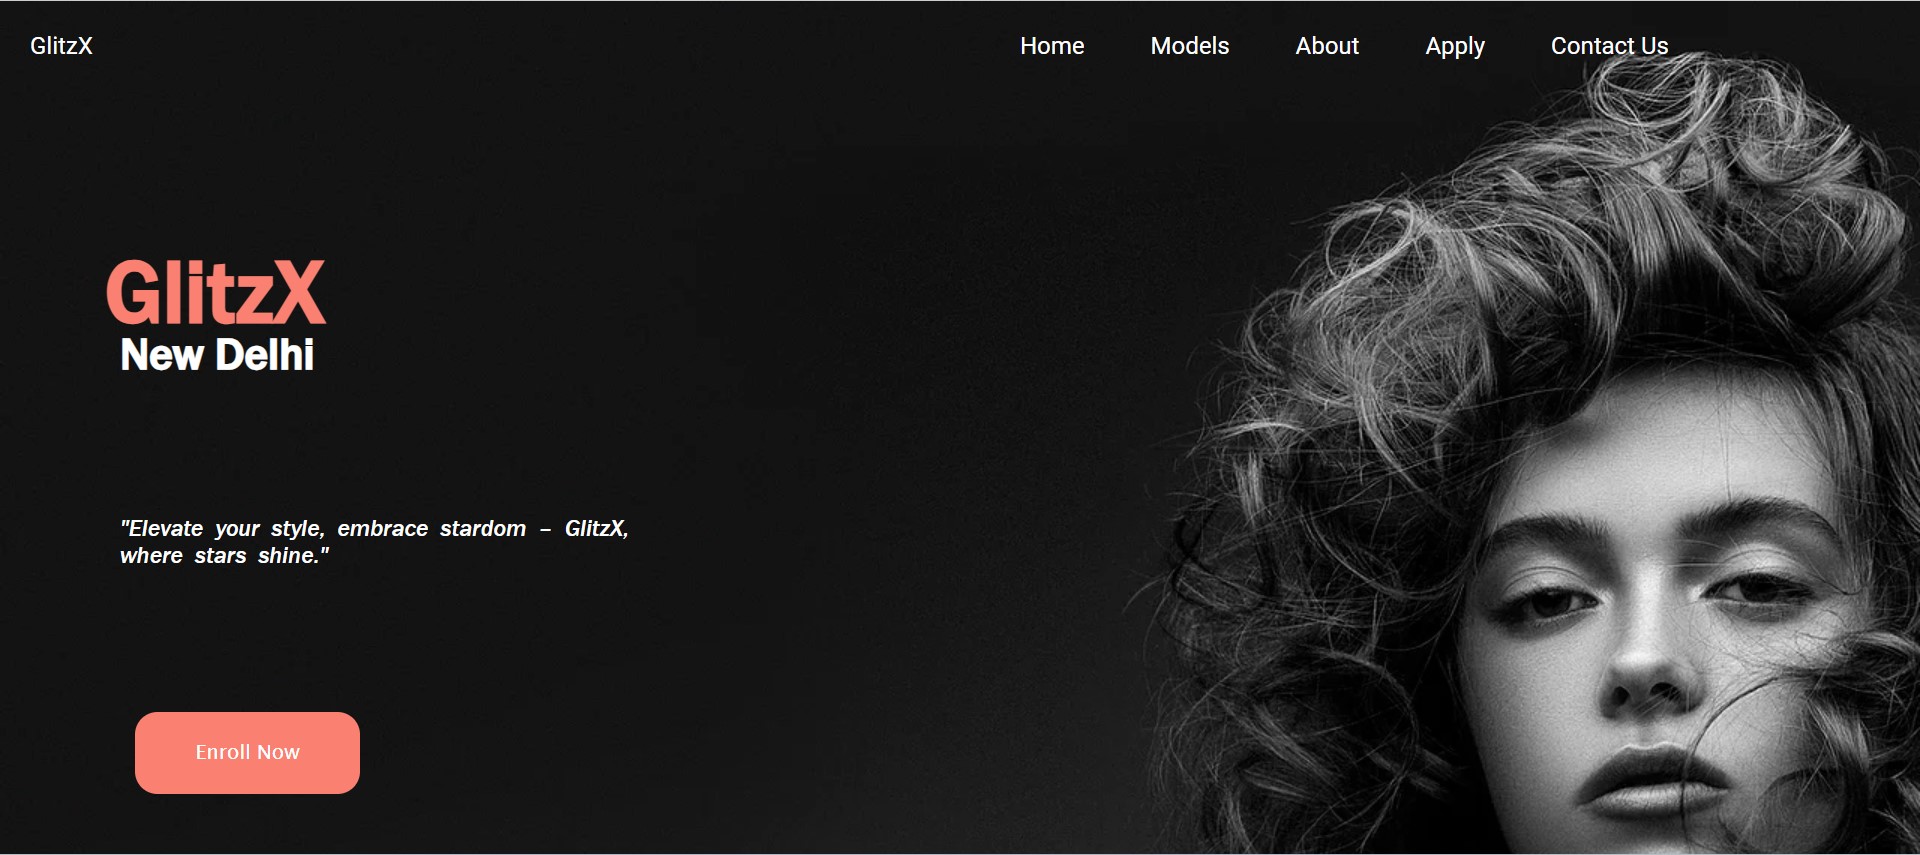 GlitzX
Home Models About Apply Contact Us
GlitzX
New Delhi
"Elevate your style, embrace stardom – GlitzX,
where stars shine."
Enroll Now